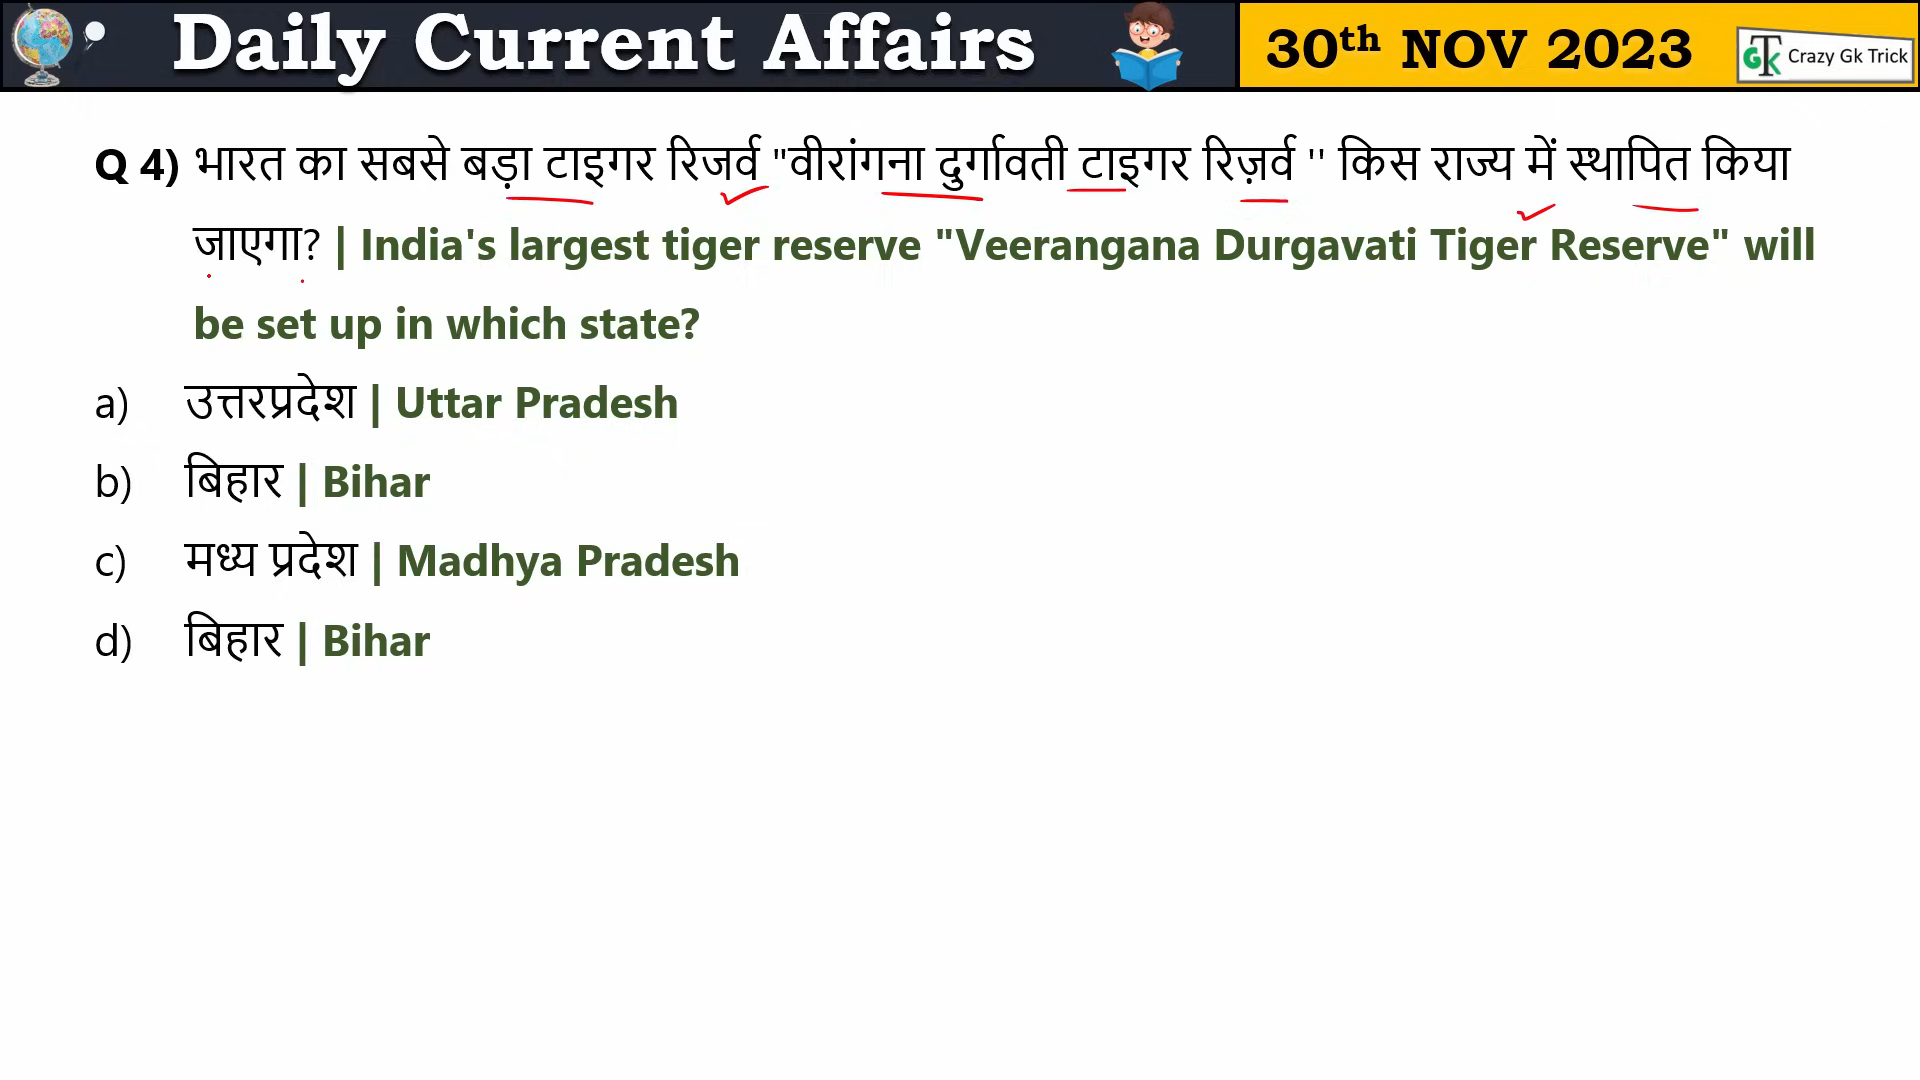 Daily Current Affairs
30th NOV 2023
GTK Crazy Gk Trick
Q 4) भारत का सबसे बड़ा टाइगर रिजर्व "वीरांगना दुर्गावती टाइगर रिज़र्व '' किस राज्य में स्थापित किया
जाएगा? | India's largest tiger reserve "Veerangana Durgavati Tiger Reserve" will
be set up in which state?
a) उत्तरप्रदेश | Uttar Pradesh
b) बिहार | Bihar
c) मध्य प्रदेश | Madhya Pradesh
d) बिहार | Bihar